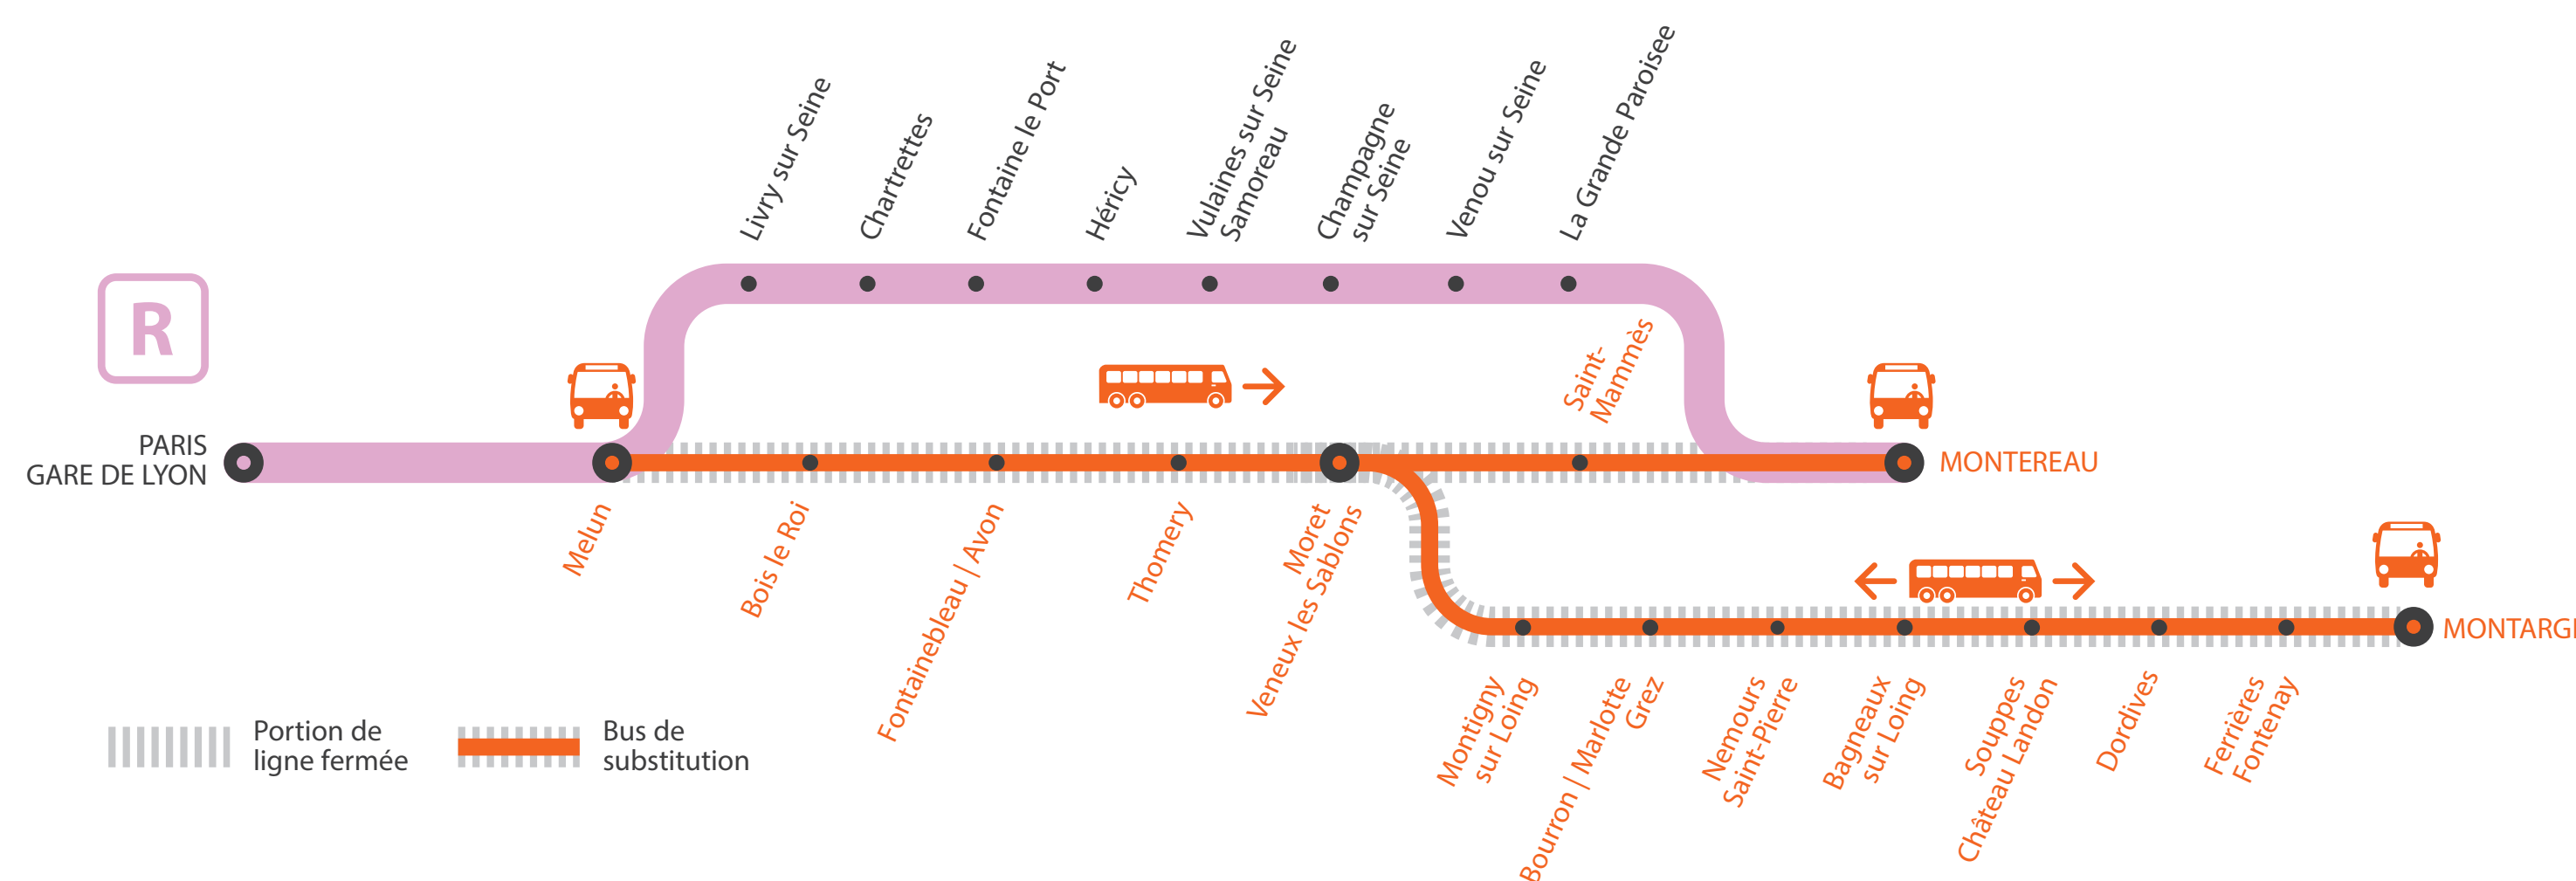 R
PARIS
GARE DE LYON
Livry sur Seine
Chartrettes
Fontaine le Port
Héricy
Vulaines sur Seine
Samoreau
Champagne
sur Seine
Venou sur Seine
La Grande Paroisee
Saint-
Mammès
MONTEREAU
Melun
Bois le Roi
Fontainebleau | Avon
Thomery
Moret
Veneux les Sablons
MONTARGI
Montigny
sur Loing
Bourron | Marlotte
Grez
Nemours
Saint-Pierre
Bagneaux
sur Loing
Souppes
Château Landon
Dordives
Ferrières
Fontenay
Portion de
ligne fermée
Bus de
substitution